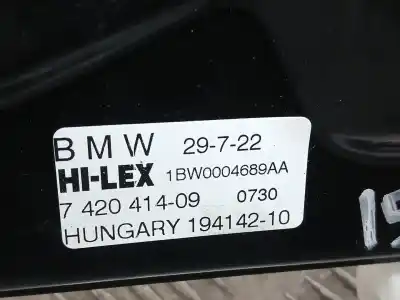 BMW 29-7-22
HI-LEX 1BW0004689AA
7 420 414-09 0730
HUNGARY 194142-10